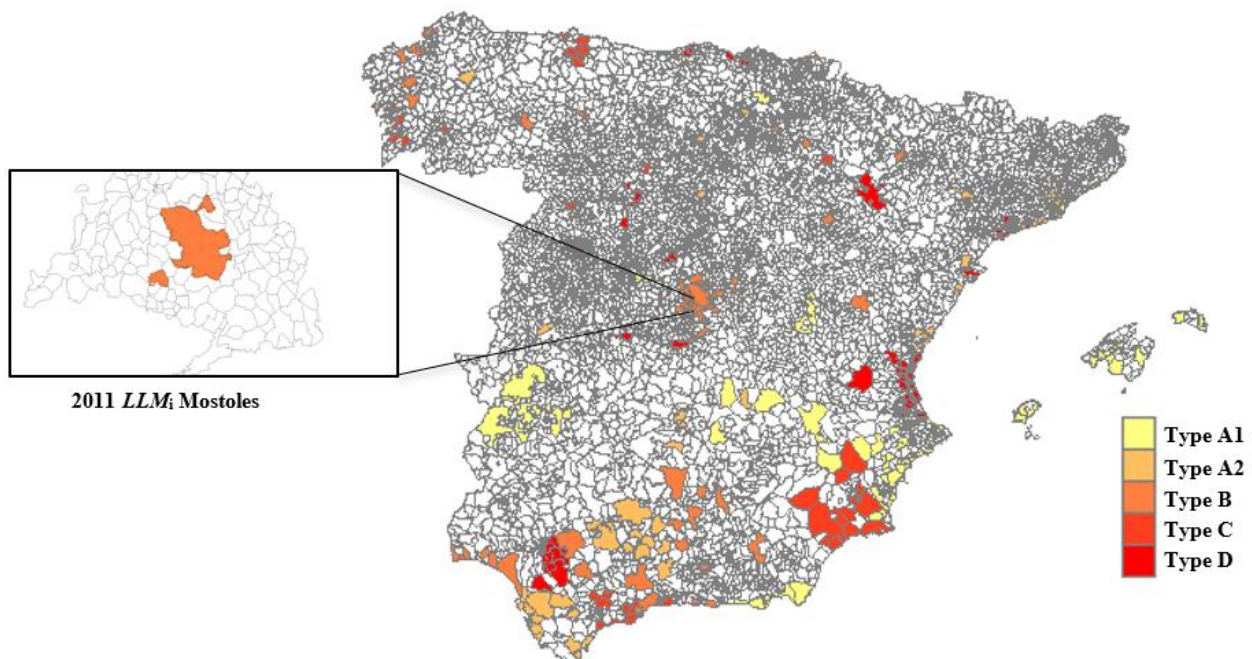 2011 LLMi Mostoles
Type A1
Type A2
Type B
Type C
Type D